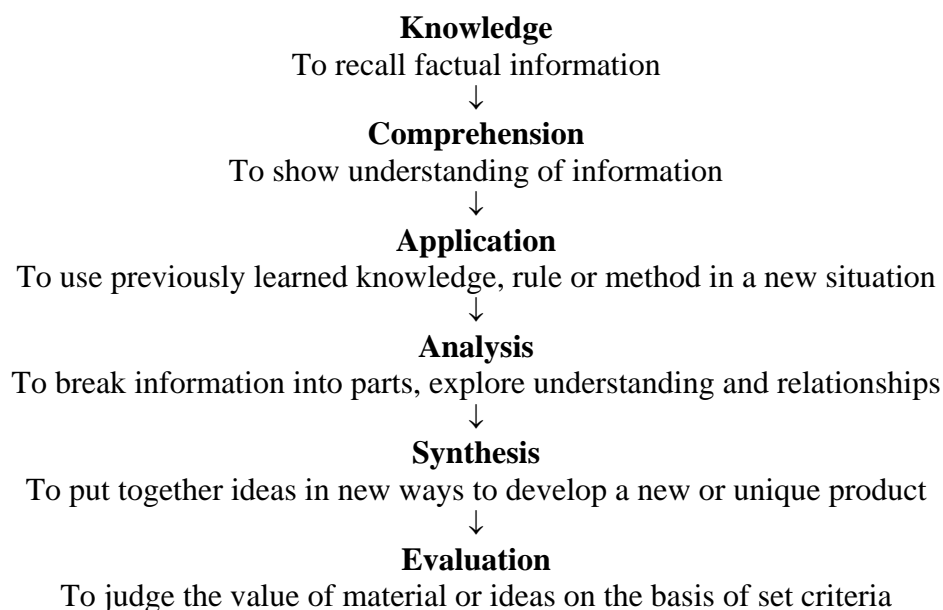 Knowledge
To recall factual information
↓
Comprehension
To show understanding of information
↓
Application
To use previously learned knowledge, rule or method in a new situation
↓
Analysis
To break information into parts, explore understanding and relationships
↓
Synthesis
To put together ideas in new ways to develop a new or unique product
↓
Evaluation
To judge the value of material or ideas on the basis of set criteria